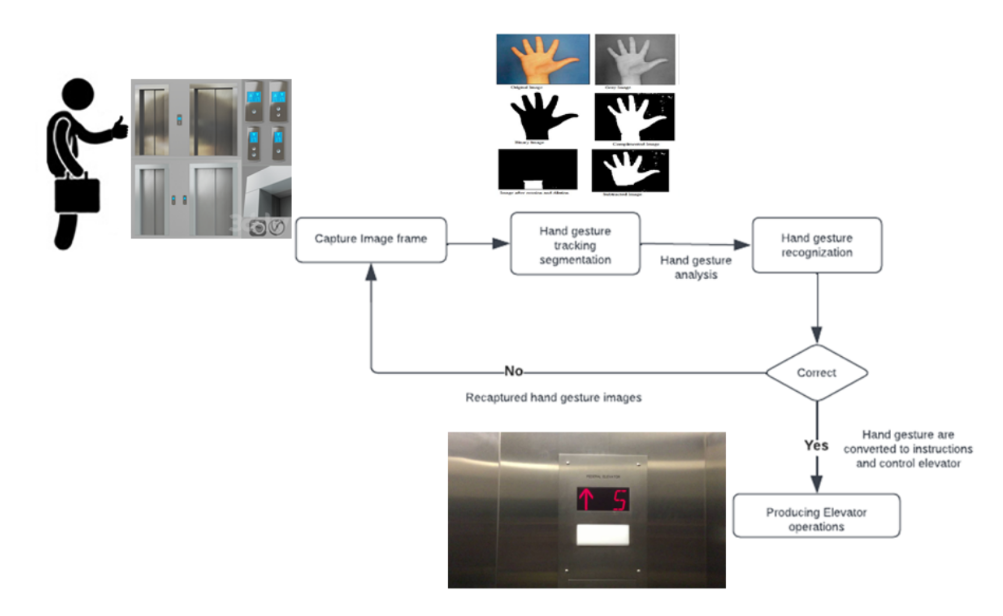 Original Image
Gray Image
Binary Image
Complimented Image
Image after erosion and dilation
Subtracted Image
Capture Image frame
Hand gesture
tracking
segmentation
Hand gesture
analysis
Hand gesture
recognization
Correct
No
Recaptured hand gesture images
Yes
Hand gesture are
converted to instructions
and control elevator
5
Producing Elevator
operations